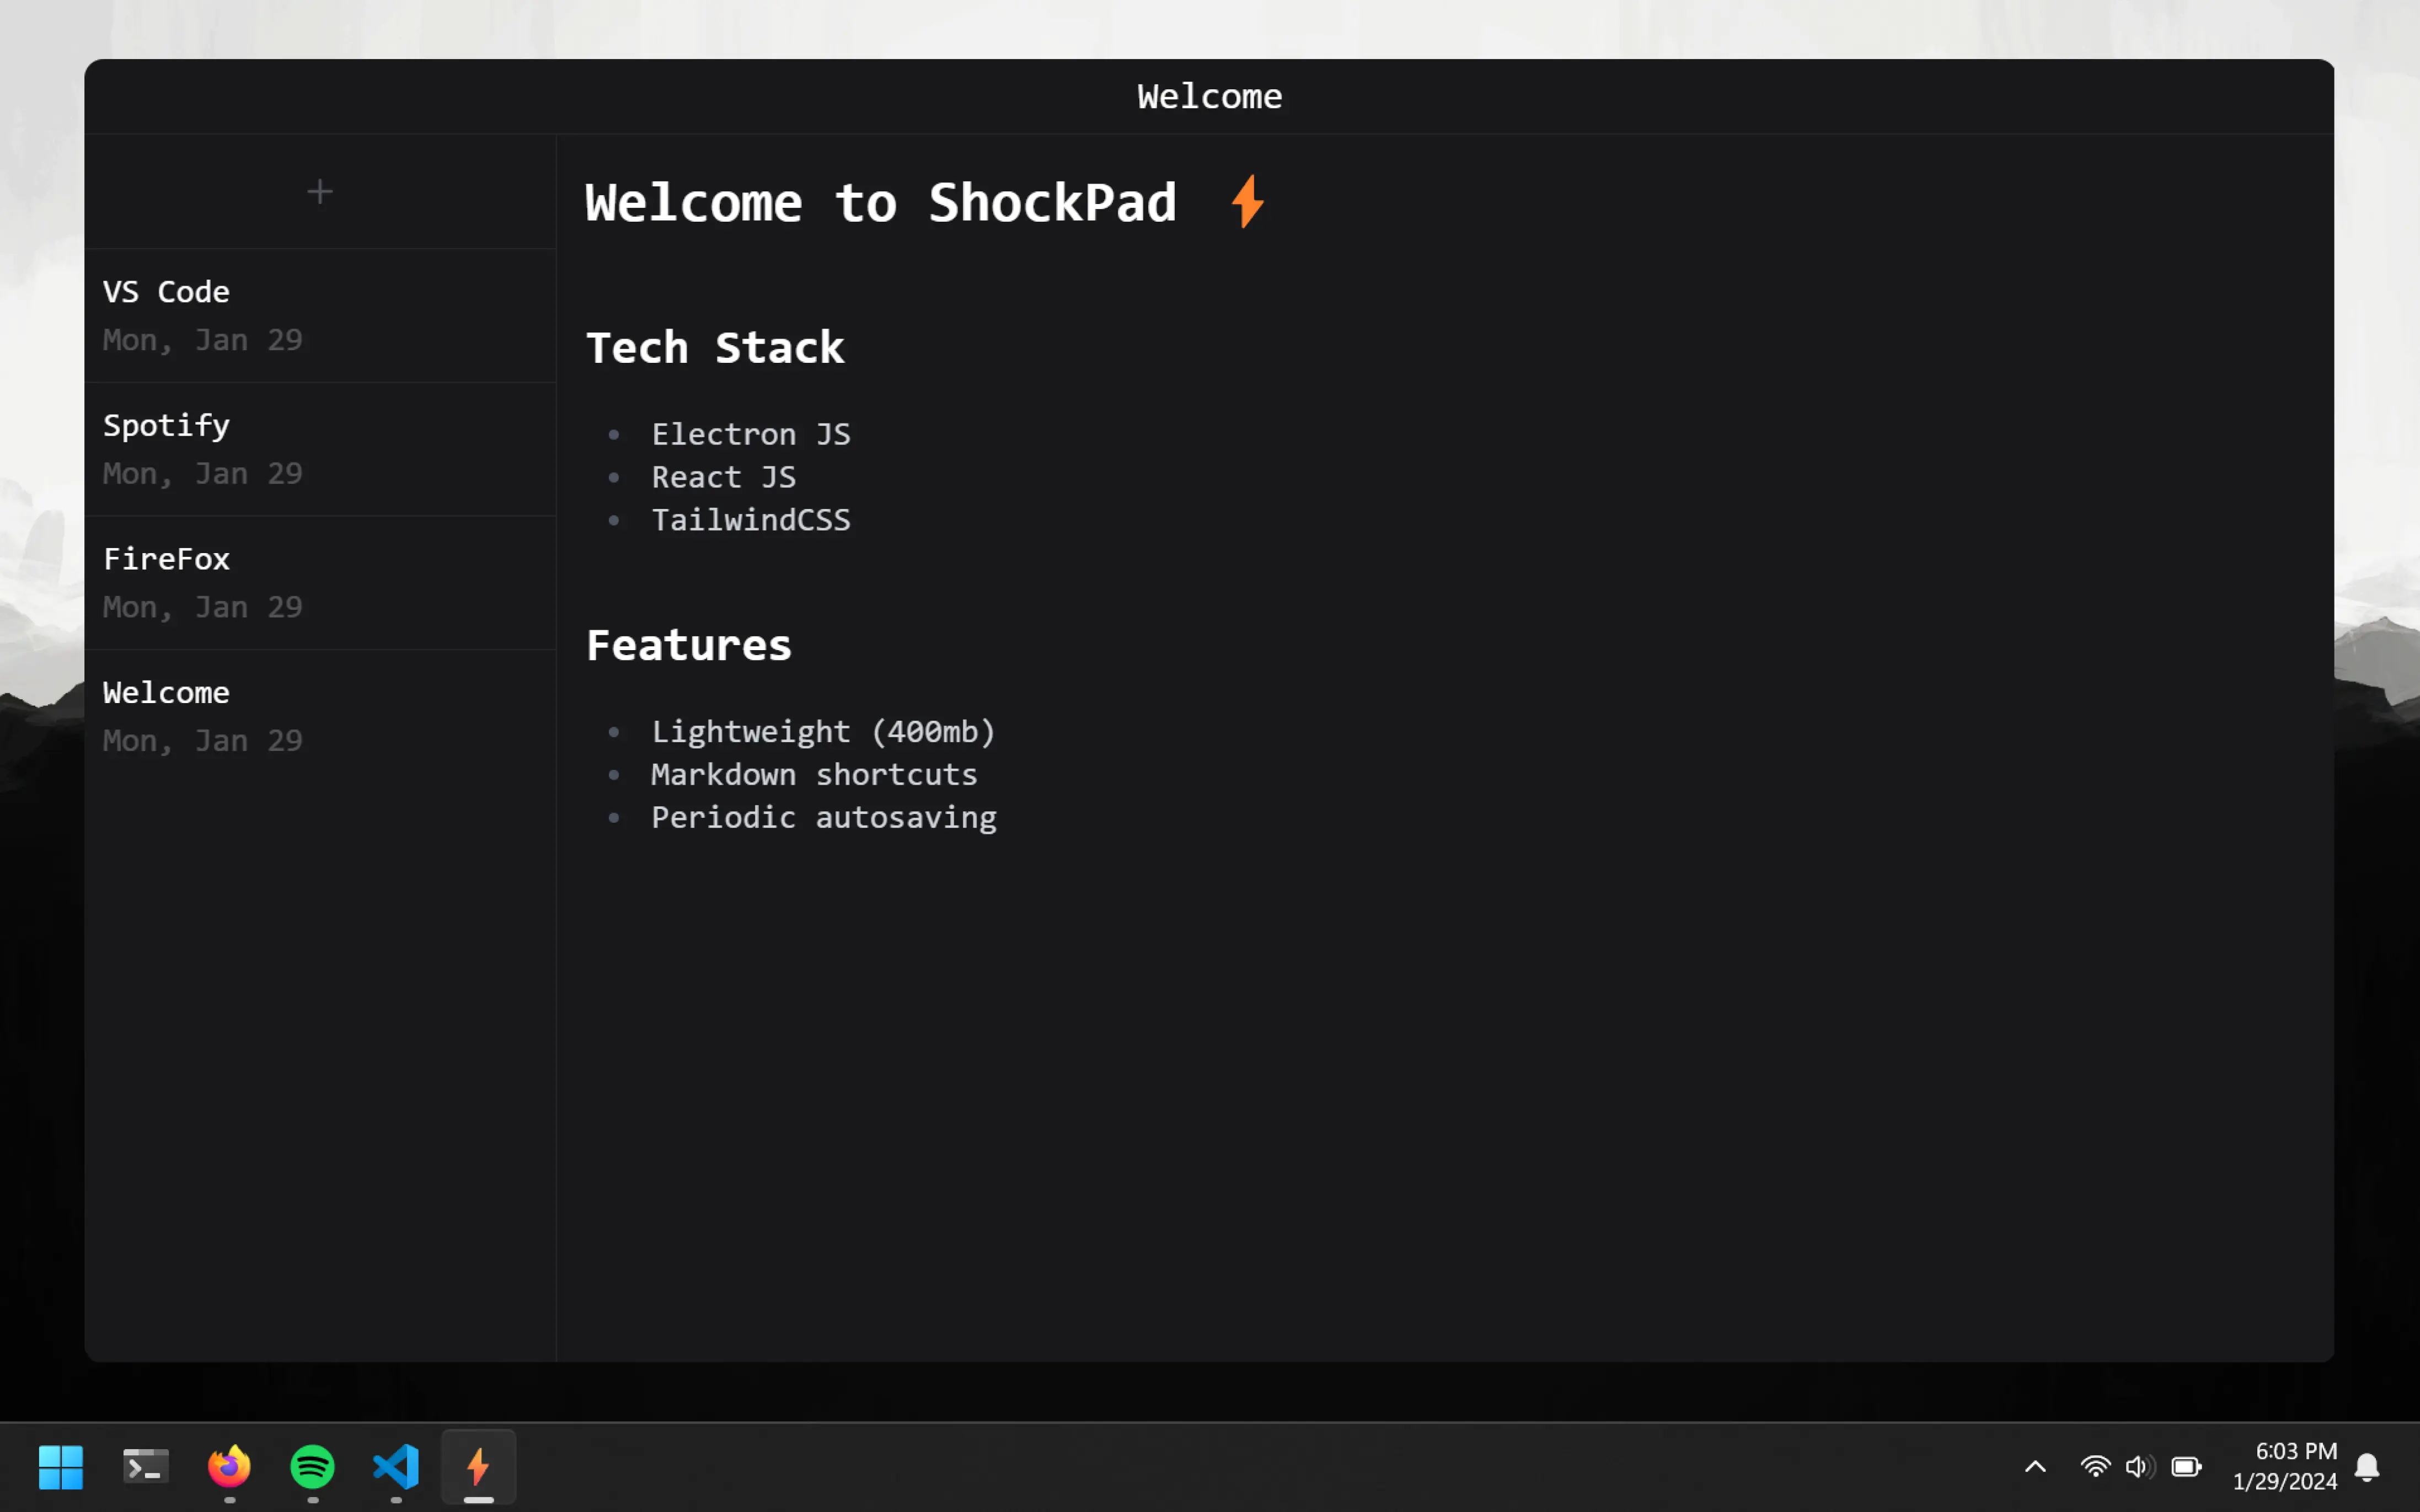 Welcome
+
VS Code
Mon, Jan 29
Spotify
Mon, Jan 29
FireFox
Mon, Jan 29
Welcome
Mon, Jan 29
Welcome to ShockPad
Tech Stack
• Electron JS
• React JS
• TailwindCSS
Features
• Lightweight (400mb)
• Markdown shortcuts
• Periodic autosaving
6:03 PM
1/29/2024